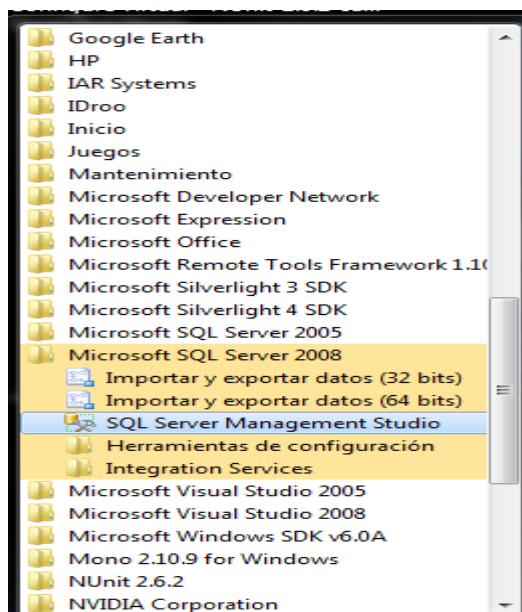 Google Earth
HP
IAR Systems
IDroo
Inicio
Juegos
Mantenimiento
Microsoft Developer Network
Microsoft Expression
Microsoft Office
Microsoft Remote Tools Framework 1.10
Microsoft Silverlight 3 SDK
Microsoft Silverlight 4 SDK
Microsoft SQL Server 2005
Microsoft SQL Server 2008
Importar y exportar datos (32 bits)
Importar y exportar datos (64 bits)
SQL Server Management Studio
Herramientas de configuración
Integration Services
Microsoft Visual Studio 2005
Microsoft Visual Studio 2008
Microsoft Windows SDK v6.0A
Mono 2.10.9 for Windows
NUnit 2.6.2
NVIDIA Corporation